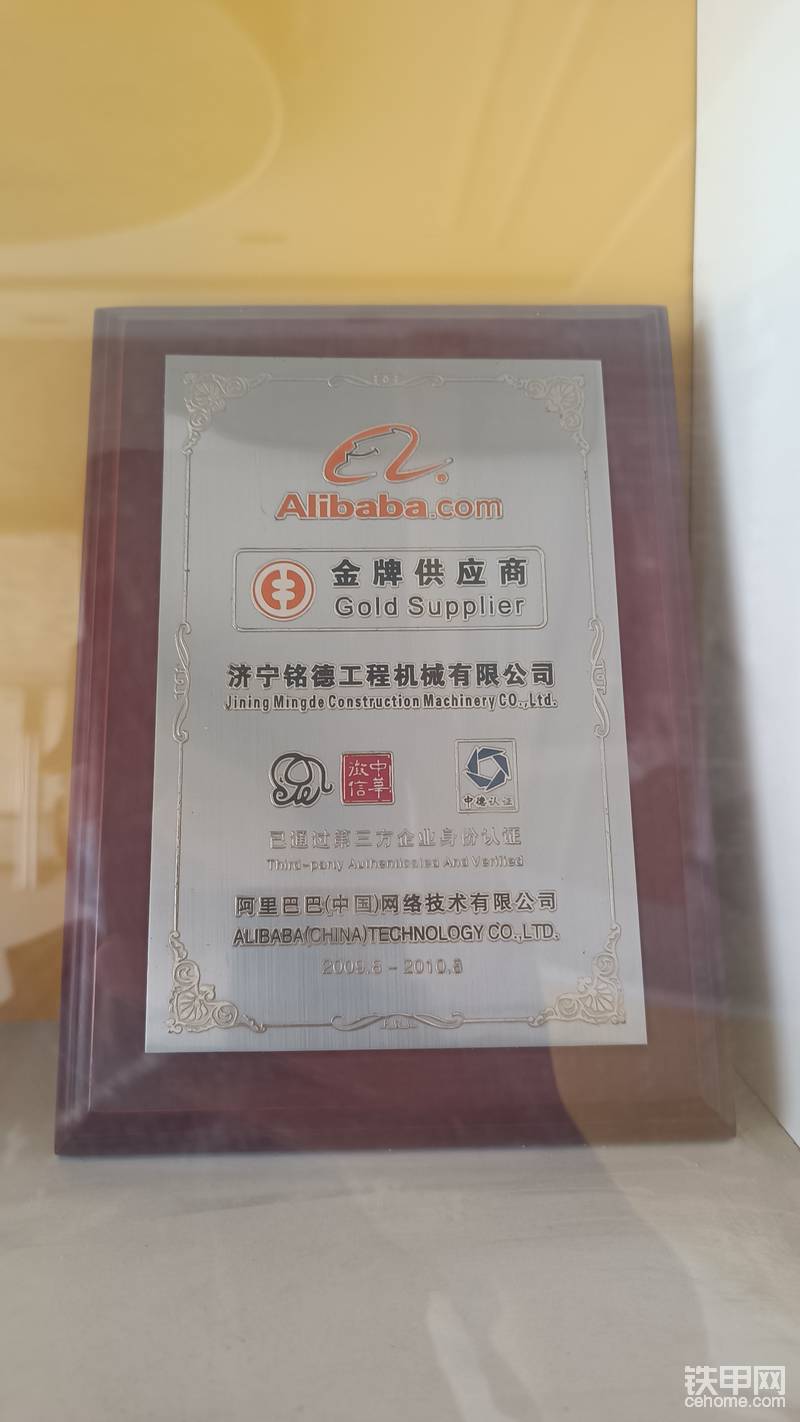 Alibaba.com
金牌供应商
Gold Supplier
济宁铭德工程机械有限公司
Jining Mingde Construction Machinery CO.,Ltd.
中华
徵信
中德认证
已通过第三方企业身份认证
Third-party Authenticated And Verified
阿里巴巴(中国)网络技术有限公司
ALIBABA(CHINA)TECHNOLOGY CO.,LTD.
铁甲网
cehome.com